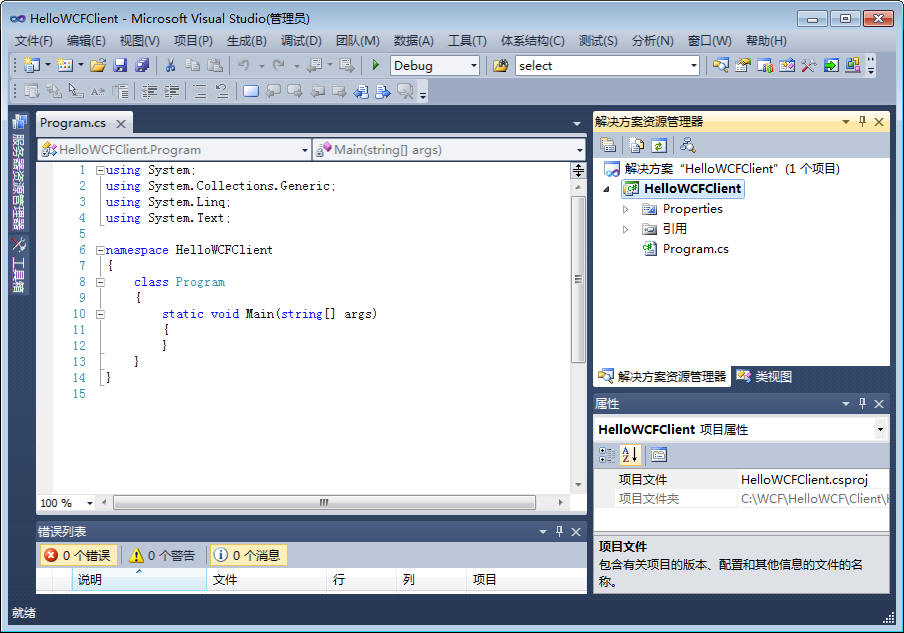 HelloWCFClient - Microsoft Visual Studio(管理员)
文件(F) 编辑(E) 视图(V) 项目(P) 生成(B) 调试(D) 团队(M) 数据(A) 工具(T) 体系结构(C) 测试(S) 分析(N) 窗口(W) 帮助(H)
Debug select
服务器资源管理器
工具箱
Program.cs
HelloWCFClient.Program Main(string[] args)
1 using System;
2 using System.Collections.Generic;
3 using System.Linq;
4 using System.Text;
5
6 namespace HelloWCFClient
7 {
8 class Program
9 {
10 static void Main(string[] args)
11 {
12 }
13 }
14 }
15
100 %
错误列表
0 个错误 0 个警告 0 个消息
说明 文件 行 列 项目
解决方案资源管理器
解决方案 “HelloWCFClient” (1 个项目)
HelloWCFClient
Properties
引用
Program.cs
解决方案资源管理器 类视图
属性
HelloWCFClient 项目属性
项目文件 HelloWCFClient.csproj
项目文件夹 C:\WCF\HelloWCF\Client\
项目文件
包含有关项目的版本、配置和其他信息的文件的名
称。
就绪